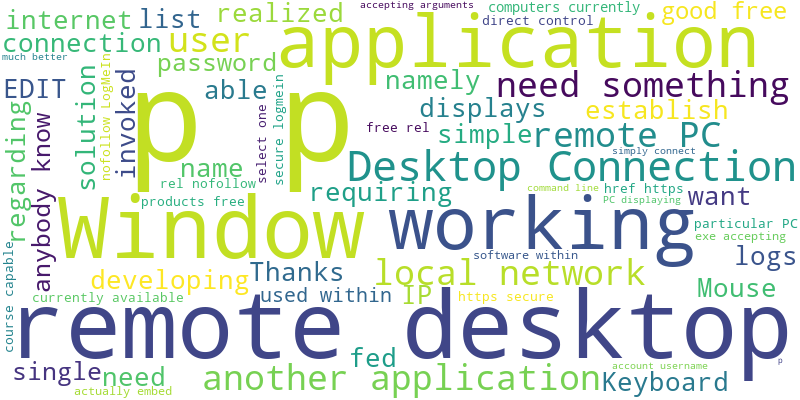 accepting arguments
computers currently
internet
list
realized
application
direct control
good free
connection
user
much better
password
need something
EDIT
able
namely
displays
establish
regarding
anybody know
solution
nofollow LogMeIn
invoked
p p
select one
secure logmein
free rel
simple
remote PC
simply connect
name
rel nofollow
Desktop Connection
requiring
command line
href https
PC displaying
want
products free
Window
working
particular PC
exe accepting
software within
logs
course capable
developing
Thanks
local network
Mouse
currently available
used within
IP
https secure
remote desktop
single
need
fed
another application
account username
Keyboard
actually embed
p